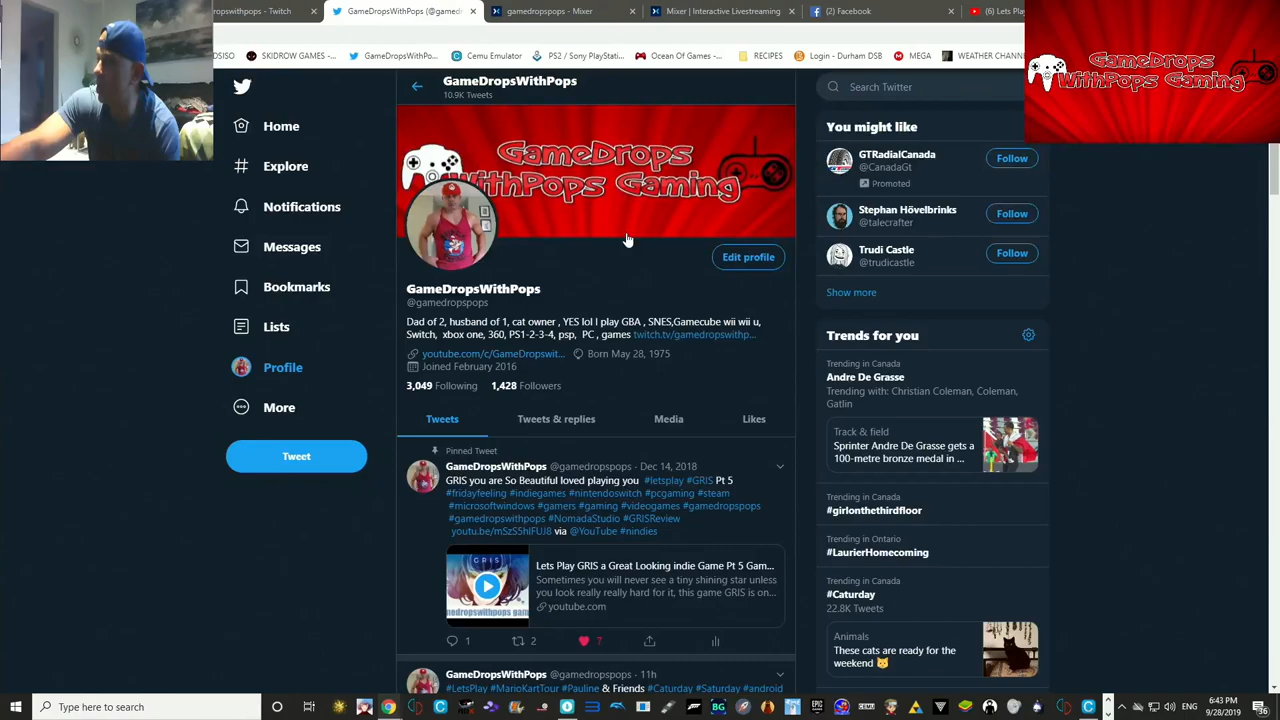 powithpops - Twitch
GameDropsWithPops (@gamed
gamedropspops - Mixer
Mixer | Interactive Livestreaming
(2) Facebook
(6) Lets Play
SKIDROW GAMES -...
GameDropsWithPo...
Cemu Emulator
PS2 / Sony PlayStati...
Ocean Of Games -...
RECIPES
Login - Durham DSB
MEGA
WEATHER CHANN
GameDrops
WithPops Gaming
GameDropsWithPops
10.9K Tweets
Search Twitter
Home
Explore
Notifications
Messages
Bookmarks
Lists
Profile
More
Tweet
GameDrops
WithPops Gaming
Edit profile
GameDropsWithPops
@gamedropspops
Dad of 2, husband of 1, cat owner , YES lol I play GBA , SNES,Gamecube wii wii u,
Switch, xbox one, 360, PS1-2-3-4, psp, PC , games twitch.tv/gamedropswithp...
youtube.com/c/GameDropswit... Born May 28, 1975
Joined February 2016
3,049 Following 1,428 Followers
Tweets Tweets & replies Media Likes
Pinned Tweet
GameDropsWithPops @gamedropspops · Dec 14, 2018
GRIS you are So Beautiful loved playing you #letsplay #GRIS Pt 5
#fridayfeeling #indiegames #nintendoswitch #pcgaming #steam
#microsoftwindows #gamers #gaming #videogames #gamedropspops
#gamedropswithpops #NomadaStudio #GRISReview
youtu.be/mSzS5hIFUJ8 via @YouTube #nindies
GRIS
medropswithpops gam
Lets Play GRIS a Great Looking indie Game Pt 5 Gam...
Sometimes you will never see a tiny shining star unless
you look really really hard for it, this game GRIS is on...
youtube.com
1 2 7
GameDropsWithPops @gamedropspops · 11h
#LetsPlay #MarioKartTour #Pauline & Friends #Caturday #Saturday #android
You might like
GTRadialCanada
@CanadaGt
Promoted
Follow
Stephan Hövelbrinks
@talecrafter
Follow
Trudi Castle
@trudicastle
Follow
Show more
Trends for you
Trending in Canada
Andre De Grasse
Trending with: Christian Coleman, Coleman,
Gatlin
Track & field
Sprinter Andre De Grasse gets a
100-metre bronze medal in ...
Trending in Canada
#girlonthethirdfloor
Trending in Ontario
#LaurierHomecoming
Trending in Canada
#Caturday
22.8K Tweets
Animals
These cats are ready for the
weekend
Type here to search
6:43 PM
9/28/2019